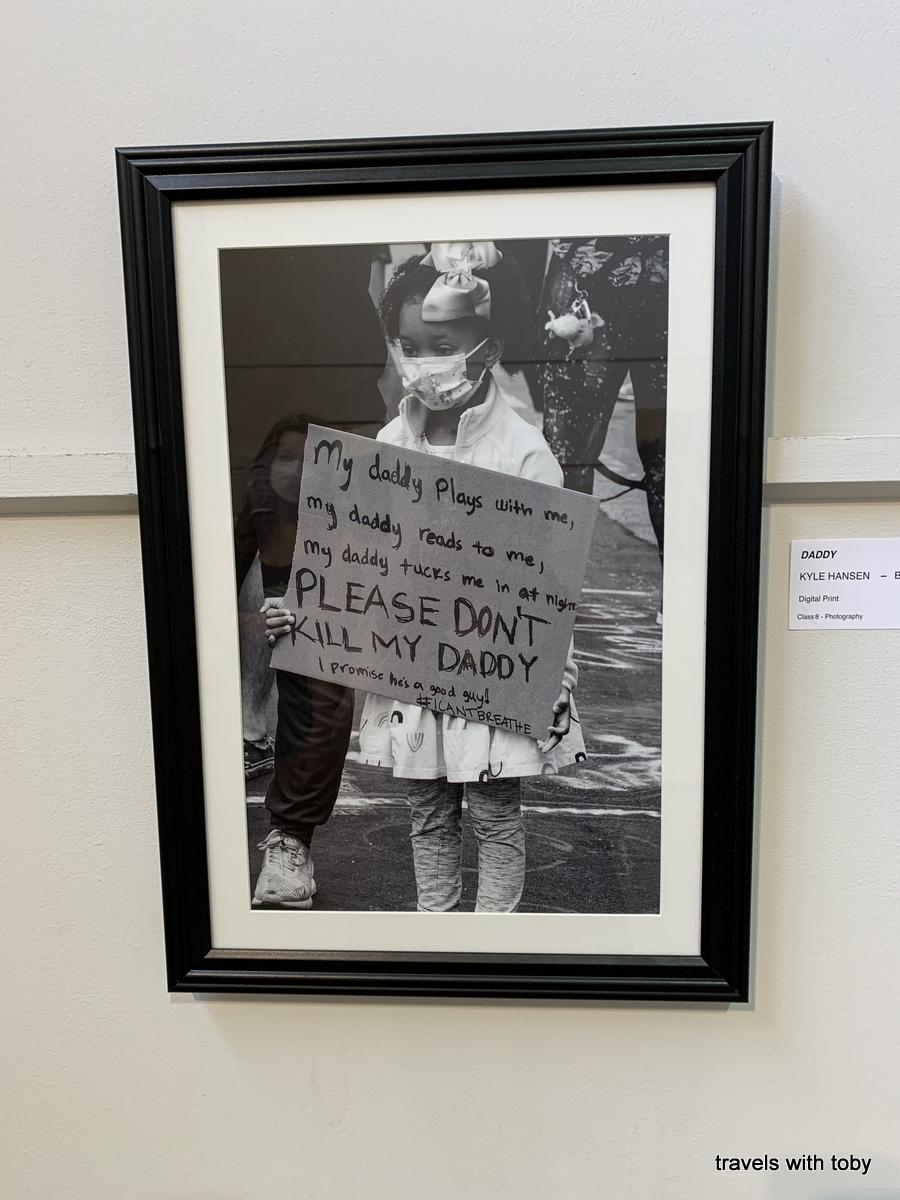 My daddy Plays with me,
my daddy reads to me,
my daddy tucks me in at night
PLEASE DON'T
KILL MY DADDY
I promise he's a good guy!
#ICANTBREATHE
DADDY
KYLE HANSEN – B
Digital Print
Class 8 - Photography
travels with toby